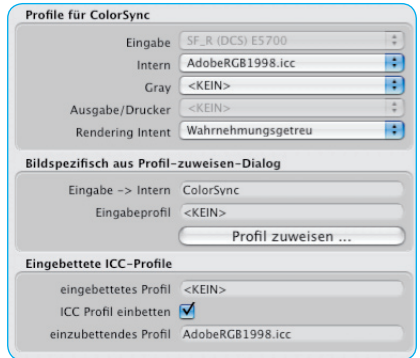 Profile für ColorSync
Eingabe SF_R (DCS) E5700
Intern AdobeRGB1998.icc
Gray <KEIN>
Ausgabe/Drucker <KEIN>
Rendering Intent Wahrnehmungsgetreu
Bildspezifisch aus Profil-zuweisen-Dialog
Eingabe -> Intern ColorSync
Eingabeprofil <KEIN>
Profil zuweisen ...
Eingebettete ICC-Profile
eingebettetes Profil <KEIN>
ICC Profil einbetten
einzubettendes Profil AdobeRGB1998.icc